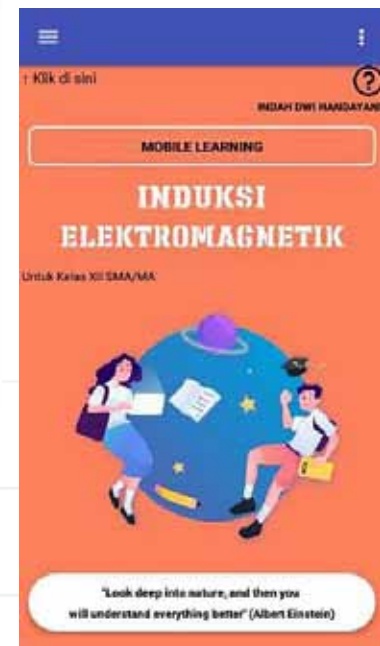 ↑ Klik di sini
?
INDAH DWI HANDAYANI
MOBILE LEARNING
INDUKSI
ELEKTROMAGNETIK
Untuk Kelas XII SMA/MA
"Look deep into nature, and then you
will understand everything better" (Albert Einstein)